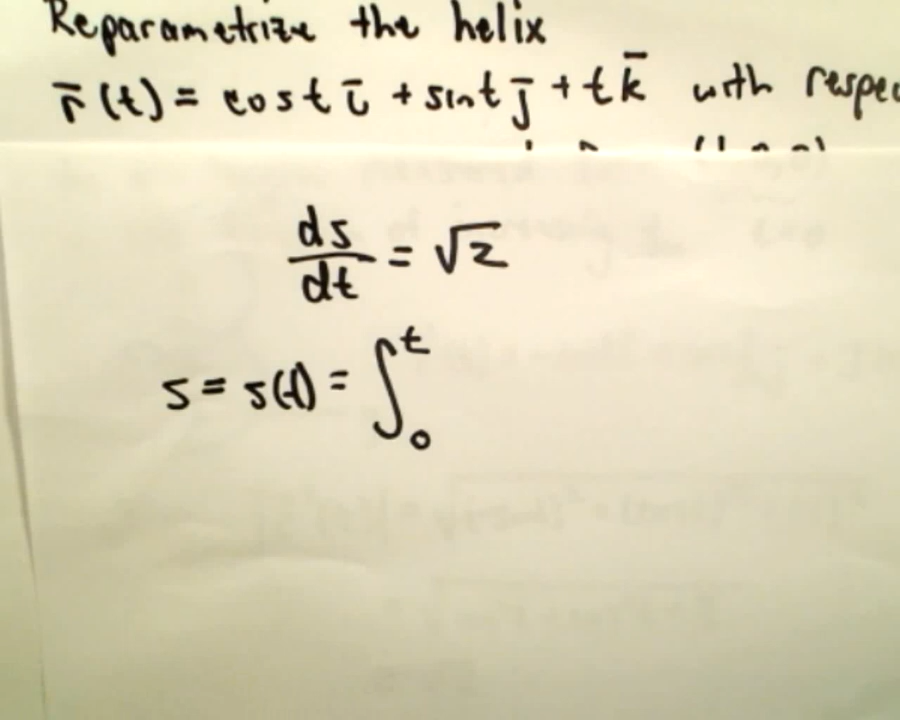 Reparametrize the helix
r̄(t) = cos t ī + sin t j̄ + t k̄ with respec
ds/dt = √2
s = s(t) = ∫₀ᵗ